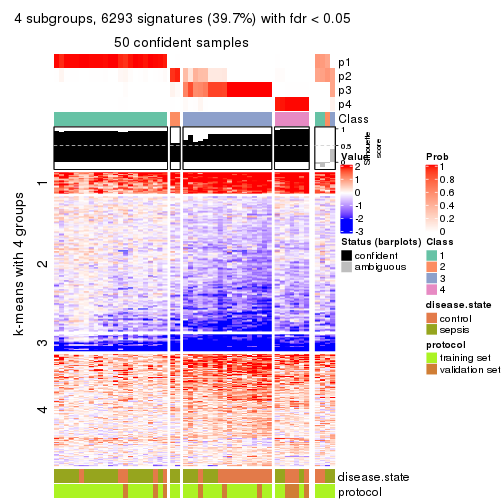 4 subgroups, 6293 signatures (39.7%) with fdr < 0.05
50 confident samples
p1
p2
p3
p4
Class
1
0.5
0
Silhouette
score
k-means with 4 groups
1
2
3
4
disease.state
protocol
Value
2
1
0
-1
-2
-3
Status (barplots)
confident
ambiguous
Prob
1
0.8
0.6
0.4
0.2
0
Class
1
2
3
4
disease.state
control
sepsis
protocol
training set
validation set